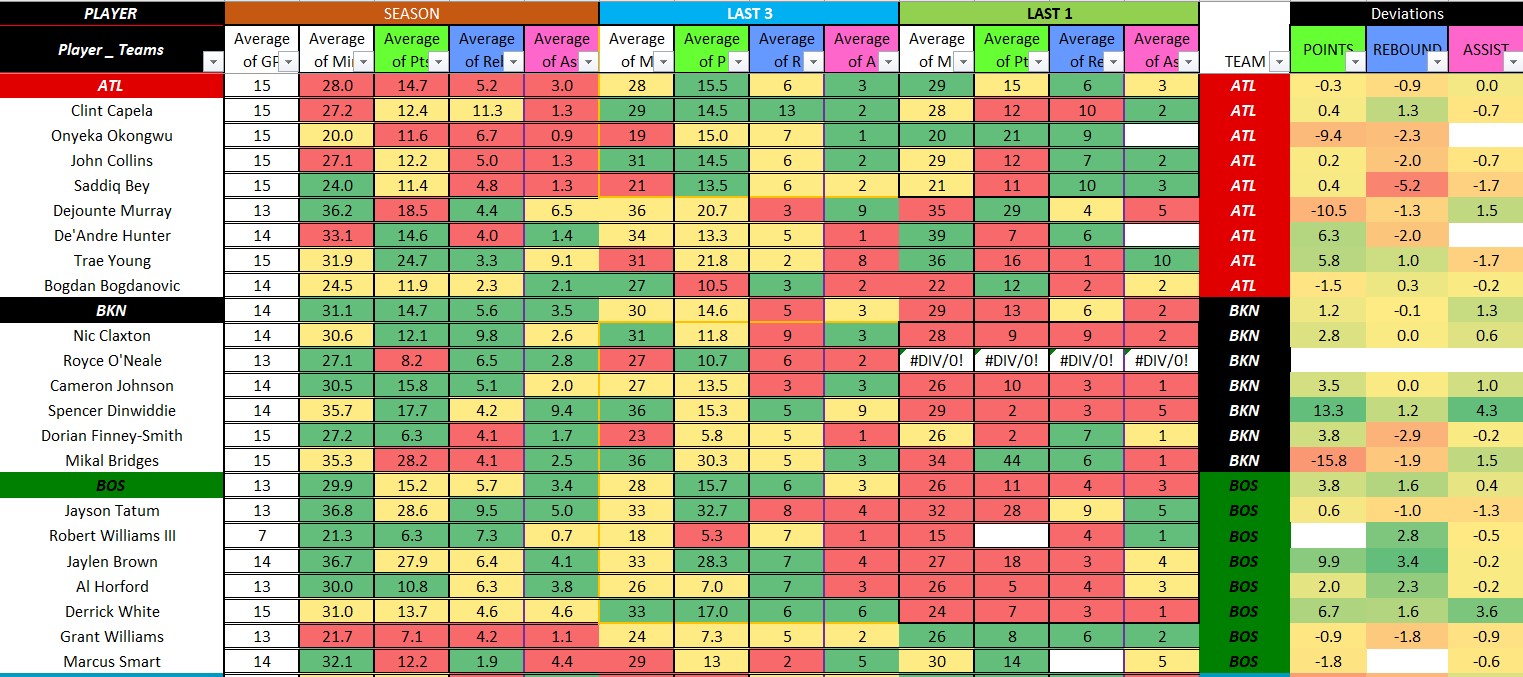 PLAYER SEASON LAST 3 LAST 1 Deviations
Player_Teams Average of GP Average of Mi Average of Pts Average of Rel Average of As Average of M Average of P Average of R Average of A Average of M Average of Pt Average of Re Average of As TEAM POINTS REBOUND ASSIST
ATL 15 28.0 14.7 5.2 3.0 28 15.5 6 3 29 15 6 3 ATL -0.3 -0.9 0.0
Clint Capela 15 27.2 12.4 11.3 1.3 29 14.5 13 2 28 12 10 2 ATL 0.4 1.3 -0.7
Onyeka Okongwu 15 20.0 11.6 6.7 0.9 19 15.0 7 1 20 21 9 ATL -9.4 -2.3
John Collins 15 27.1 12.2 5.0 1.3 31 14.5 6 2 29 12 7 2 ATL 0.2 -2.0 -0.7
Saddiq Bey 15 24.0 11.4 4.8 1.3 21 13.5 6 2 21 11 10 3 ATL 0.4 -5.2 -1.7
Dejounte Murray 13 36.2 18.5 4.4 6.5 36 20.7 3 9 35 29 4 5 ATL -10.5 -1.3 1.5
De'Andre Hunter 14 33.1 14.6 4.0 1.4 34 13.3 5 1 39 7 6 ATL 6.3 -2.0
Trae Young 15 31.9 24.7 3.3 9.1 31 21.8 2 8 36 16 1 10 ATL 5.8 1.0 -1.7
Bogdan Bogdanovic 14 24.5 11.9 2.3 2.1 27 10.5 3 2 22 12 2 2 ATL -1.5 0.3 -0.2
BKN 14 31.1 14.7 5.6 3.5 30 14.6 5 3 29 13 6 2 BKN 1.2 -0.1 1.3
Nic Claxton 14 30.6 12.1 9.8 2.6 31 11.8 9 3 28 9 9 2 BKN 2.8 0.0 0.6
Royce O'Neale 13 27.1 8.2 6.5 2.8 27 10.7 6 2 #DIV/0! #DIV/0! #DIV/0! #DIV/0! BKN
Cameron Johnson 14 30.5 15.8 5.1 2.0 27 13.5 3 3 26 10 3 1 BKN 3.5 0.0 1.0
Spencer Dinwiddie 14 35.7 17.7 4.2 9.4 36 15.3 5 9 29 2 3 5 BKN 13.3 1.2 4.3
Dorian Finney-Smith 15 27.2 6.3 4.1 1.7 23 5.8 5 1 26 2 7 1 BKN 3.8 -2.9 -0.2
Mikal Bridges 15 35.3 28.2 4.1 2.5 36 30.3 5 3 34 44 6 1 BKN -15.8 -1.9 1.5
BOS 13 29.9 15.2 5.7 3.4 28 15.7 6 3 26 11 4 3 BOS 3.8 1.6 0.4
Jayson Tatum 13 36.8 28.6 9.5 5.0 33 32.7 8 4 32 28 9 5 BOS 0.6 -1.0 -1.3
Robert Williams III 7 21.3 6.3 7.3 0.7 18 5.3 7 1 15 4 1 BOS 2.8 -0.5
Jaylen Brown 14 36.7 27.9 6.4 4.1 33 28.3 7 4 27 18 3 4 BOS 9.9 3.4 -0.2
Al Horford 13 30.0 10.8 6.3 3.8 26 7.0 7 3 26 5 4 3 BOS 2.0 2.3 -0.2
Derrick White 15 31.0 13.7 4.6 4.6 33 17.0 6 6 24 7 3 1 BOS 6.7 1.6 3.6
Grant Williams 13 21.7 7.1 4.2 1.1 24 7.3 5 2 26 8 6 2 BOS -0.9 -1.8 -0.9
Marcus Smart 14 32.1 12.2 1.9 4.4 29 13 2 5 30 14 5 BOS -1.8 -0.6